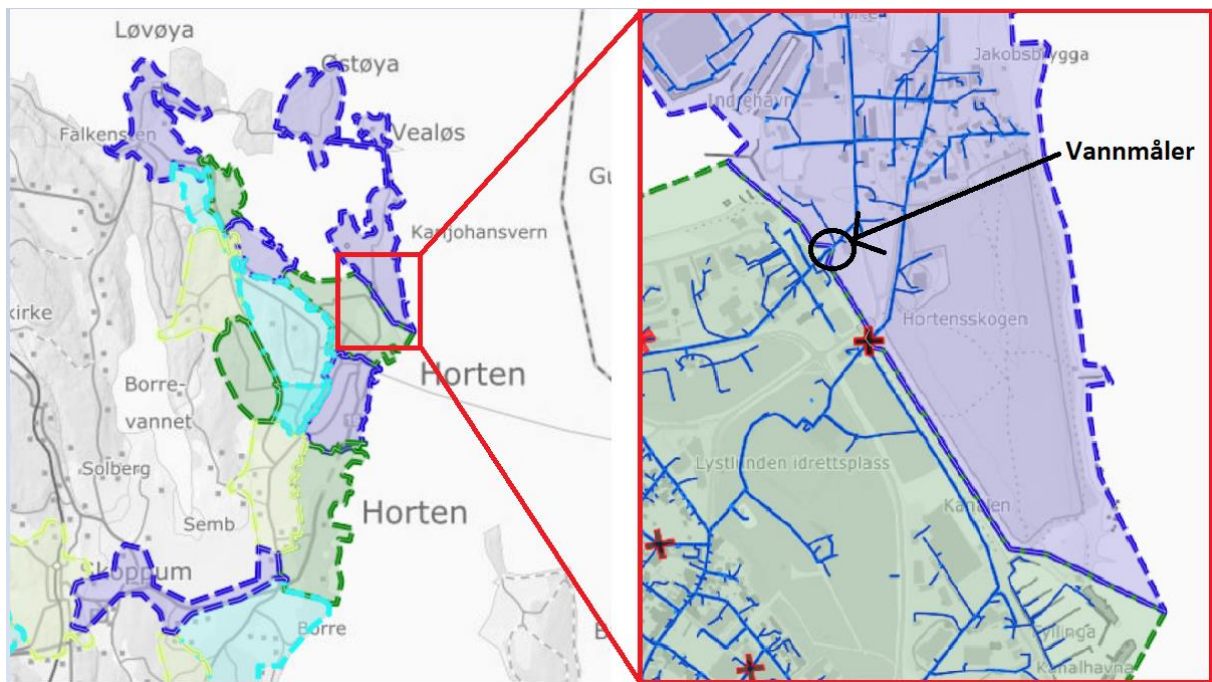 Løvøya
Østøya
Falkensten
Vealøs
Karljohansvern
kirke
Borre-
vannet
Horten
Solberg
Horten
Semb
Skoppum
Borre
Horten
Jakobsbrygga
Indrehavn
Vannmåler
Hortensskogen
Lystlunden idrettsplass
Kanalen
Fyllinga
Kanalhavna